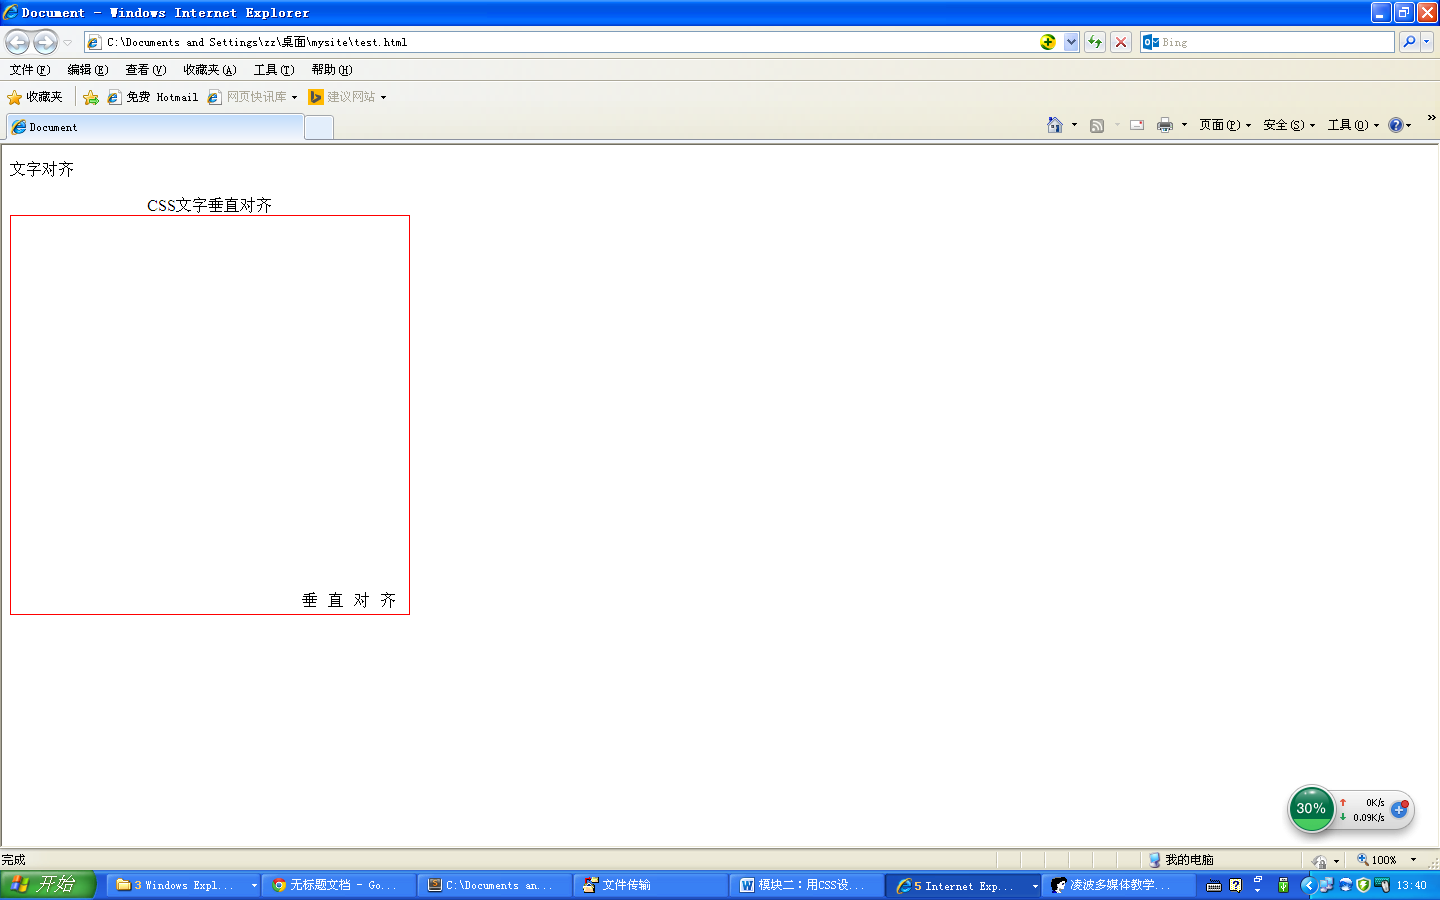 Document - Windows Internet Explorer
C:\Documents and Settings\zz\桌面\mysite\test.html
Bing
文件(F) 编辑(E) 查看(V) 收藏夹(A) 工具(T) 帮助(H)
收藏夹 免费 Hotmail 网页快讯库 建议网站
Document
页面(P) 安全(S) 工具(O)
文字对齐
CSS文字垂直对齐
垂 直 对 齐
30% 0K/s
0.09K/s
完成 我的电脑 100%
开始 3 Windows Expl... 无标题文档 - Go... C:\Documents an... 文件传输 模块二：用CSS设... 5 Internet Exp... 凌波多媒体教学... 13:40